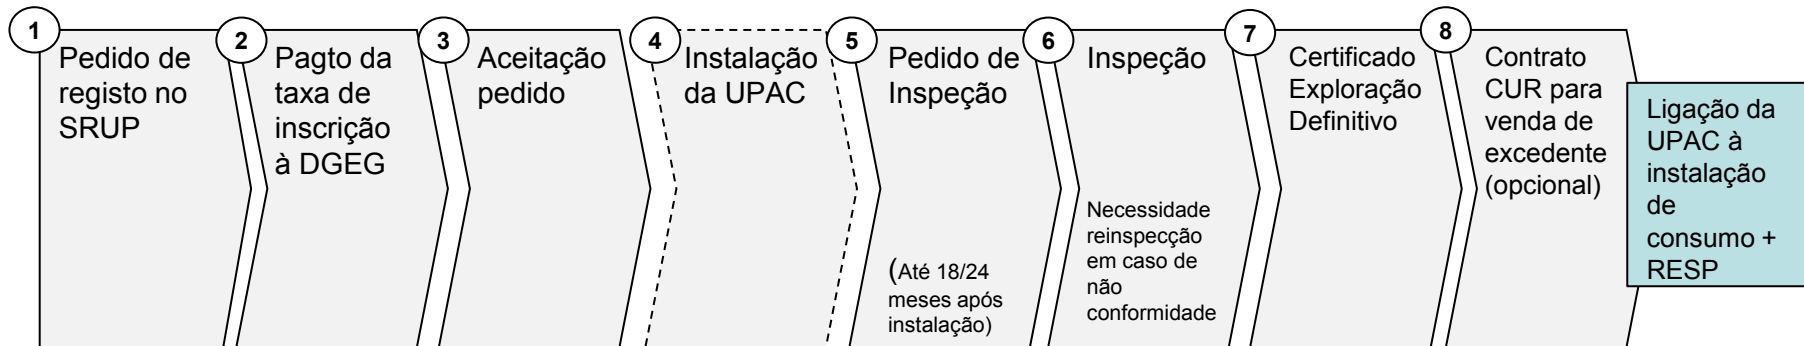 1
Pedido de
registo no
SRUP
2
Pagto da
taxa de
inscrição
à DGEG
3
Aceitação
pedido
4
Instalação
da UPAC
5
Pedido de
Inspeção
(Até 18/24
meses após
instalação)
6
Inspeção
Necessidade
reinspecção
em caso de
não
conformidade
7
Certificado
Exploração
Definitivo
8
Contrato
CUR para
venda de
excedente
(opcional)
Ligação da
UPAC à
instalação
de
consumo +
RESP